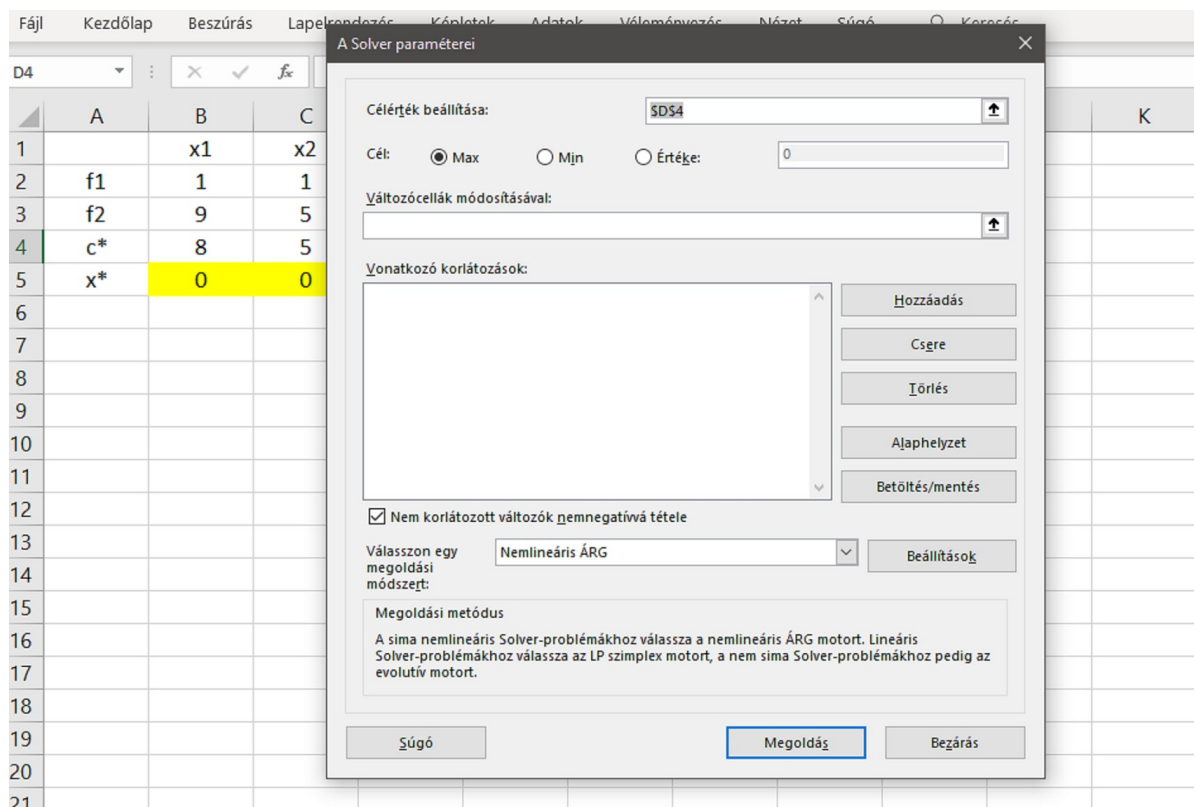 Fájl Kezdőlap Beszúrás
D4 fx
A Solver paraméterei
A B C K
1 x1 x2
2 f1 1 1
3 f2 9 5
4 c* 8 5
5 x* 0 0
6
7
8
9
10
11
12
13
14
15
16
17
18
19
20
21
Célérték beállítása: $D$4
Cél: Max Min Értéke: 0
Változócellák módosításával:
Vonatkozó korlátozások:
Hozzáadás
Csere
Törlés
Alaphelyzet
Betöltés/mentés
Nem korlátozott változók nemnegatívvá tétele
Válasszon egy
megoldási
módszert:
Nemlineáris ÁRG
Beállítások
Megoldási metódus
A sima nemlineáris Solver-problémákhoz válassza a nemlineáris ÁRG motort. Lineáris
Solver-problémákhoz válassza az LP szimplex motort, a nem sima Solver-problémákhoz pedig az
evolutív motort.
Súgó Megoldás Bezárás